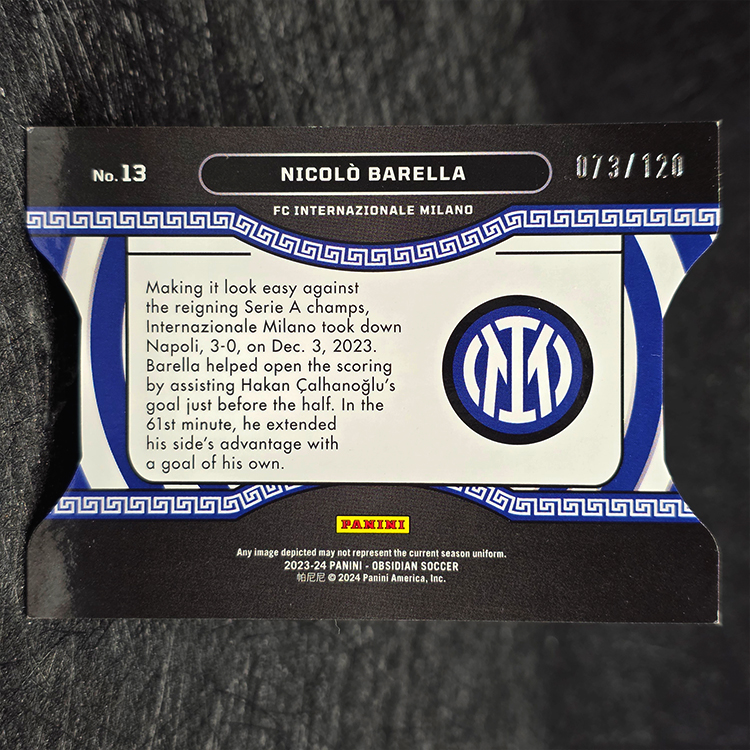 No. 13
NICOLÒ BARELLA
073/120
FC INTERNAZIONALE MILANO
Making it look easy against
the reigning Serie A champs,
Internazionale Milano took down
Napoli, 3-0, on Dec. 3, 2023.
Barella helped open the scoring
by assisting Hakan Çalhanoğlu's
goal just before the half. In the
61st minute, he extended
his side's advantage with
a goal of his own.
IM
PANINI
Any image depicted may not represent the current season uniform.
2023-24 PANINI - OBSIDIAN SOCCER
帕尼尼 © 2024 Panini America, Inc.